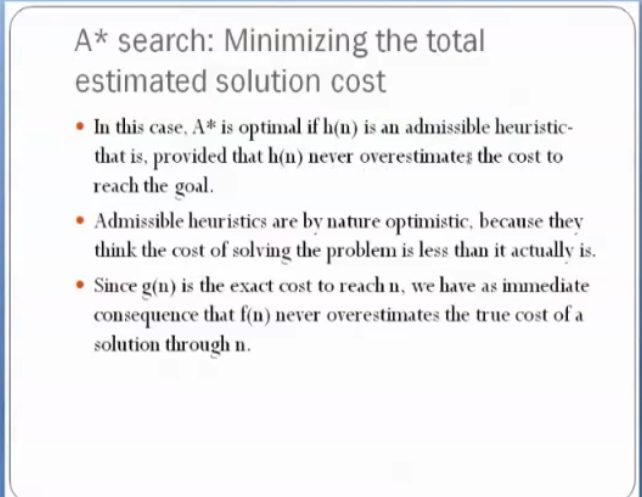 A* search: Minimizing the total
estimated solution cost
• In this case, A* is optimal if h(n) is an admissible heuristic-
that is, provided that h(n) never overestimates the cost to
reach the goal.
• Admissible heuristics are by nature optimistic, because they
think the cost of solving the problem is less than it actually is.
• Since g(n) is the exact cost to reach n, we have as immediate
consequence that f(n) never overestimates the true cost of a
solution through n.